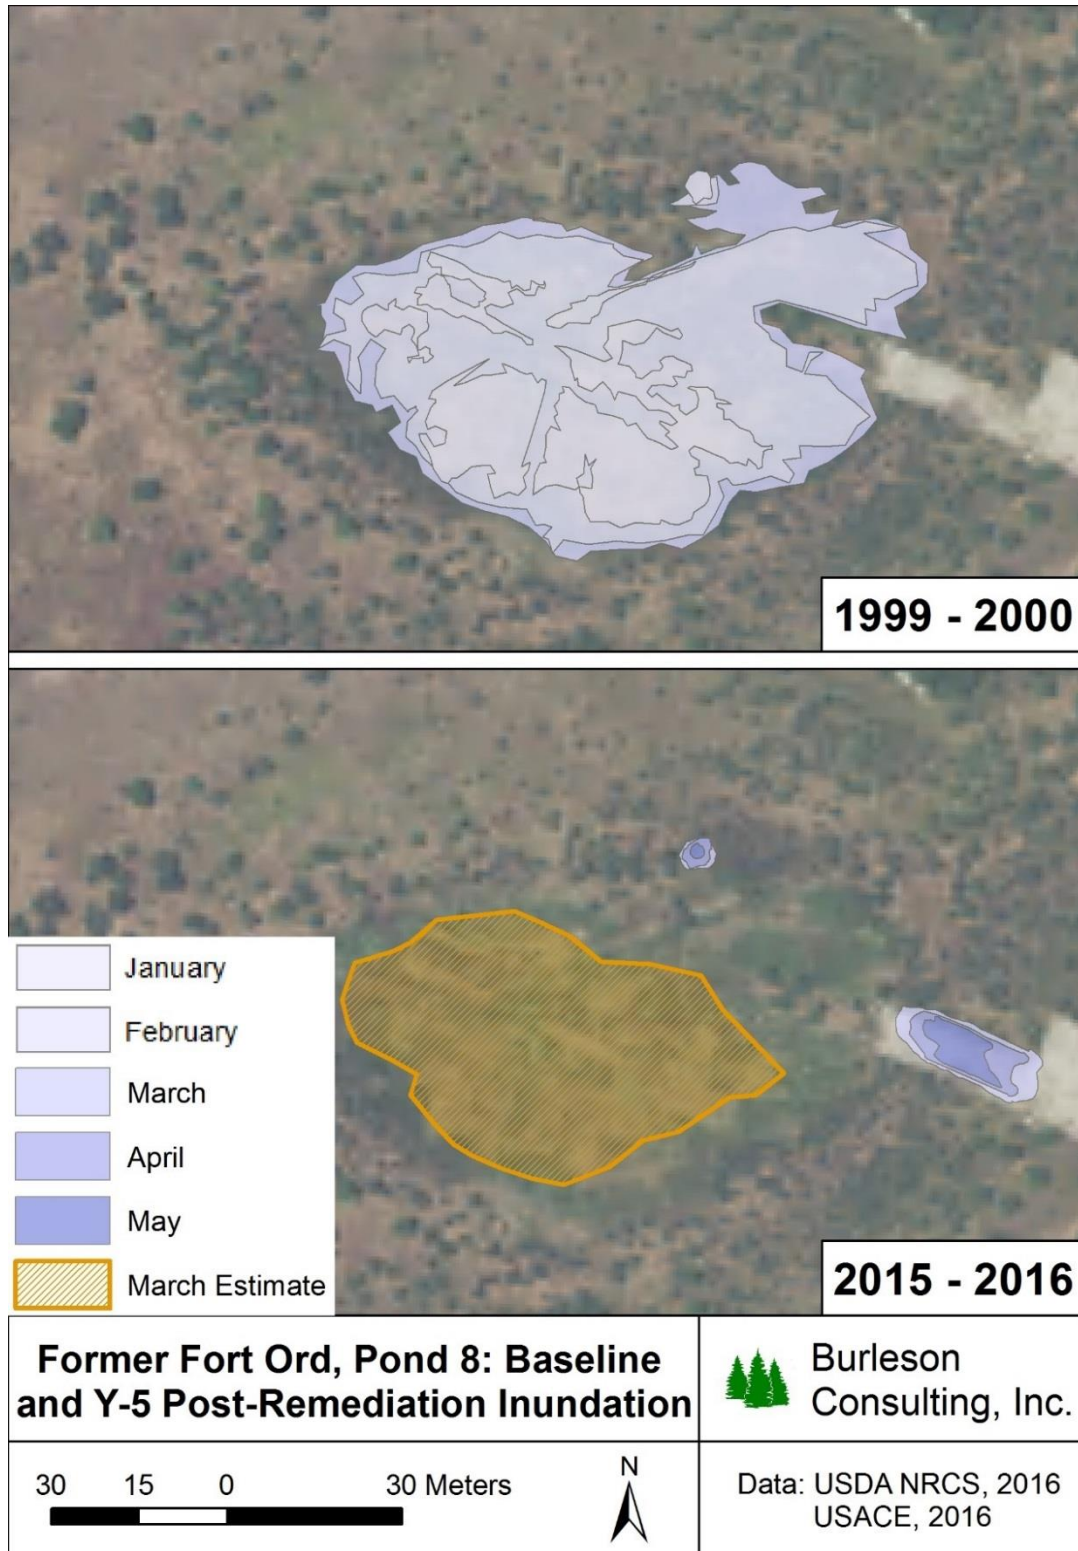 1999 - 2000
January
February
March
April
May
March Estimate
2015 - 2016
Former Fort Ord, Pond 8: Baseline
and Y-5 Post-Remediation Inundation
Burleson
Consulting, Inc.
30 15 0 30 Meters
N
Data: USDA NRCS, 2016
USACE, 2016